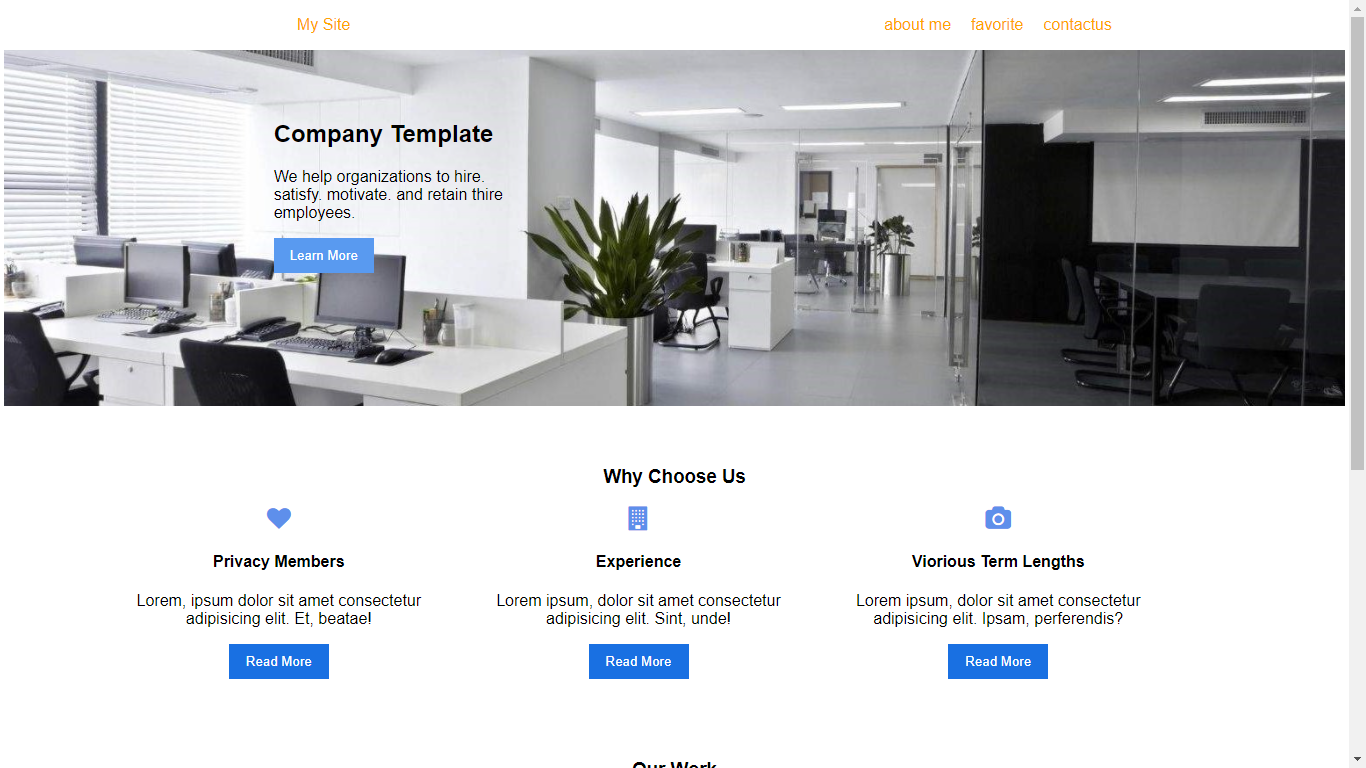 My Site
about me favorite contactus
Company Template
We help organizations to hire.
satisfy. motivate. and retain thire
employees.
Learn More
Why Choose Us
Privacy Members
Lorem, ipsum dolor sit amet consectetur
adipisicing elit. Et, beatae!
Read More
Experience
Lorem ipsum, dolor sit amet consectetur
adipisicing elit. Sint, unde!
Read More
Viorious Term Lengths
Lorem ipsum, dolor sit amet consectetur
adipisicing elit. Ipsam, perferendis?
Read More
Our Work